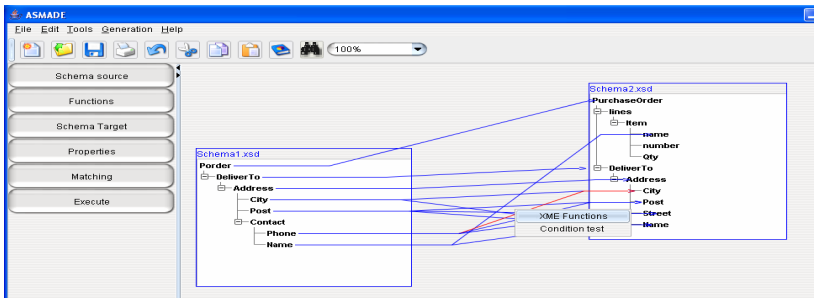 ASMADE
File Edit Tools Generation Help
100%
Schema source
Functions
Schema Target
Properties
Matching
Execute
Schema1.xsd
Porder
DeliverTo
Address
City
Post
Contact
Phone
Name
Schema2.xsd
PurchaseOrder
lines
Item
name
number
Qty
DeliverTo
Address
City
Post
Street
Name
XME Functions
Condition test